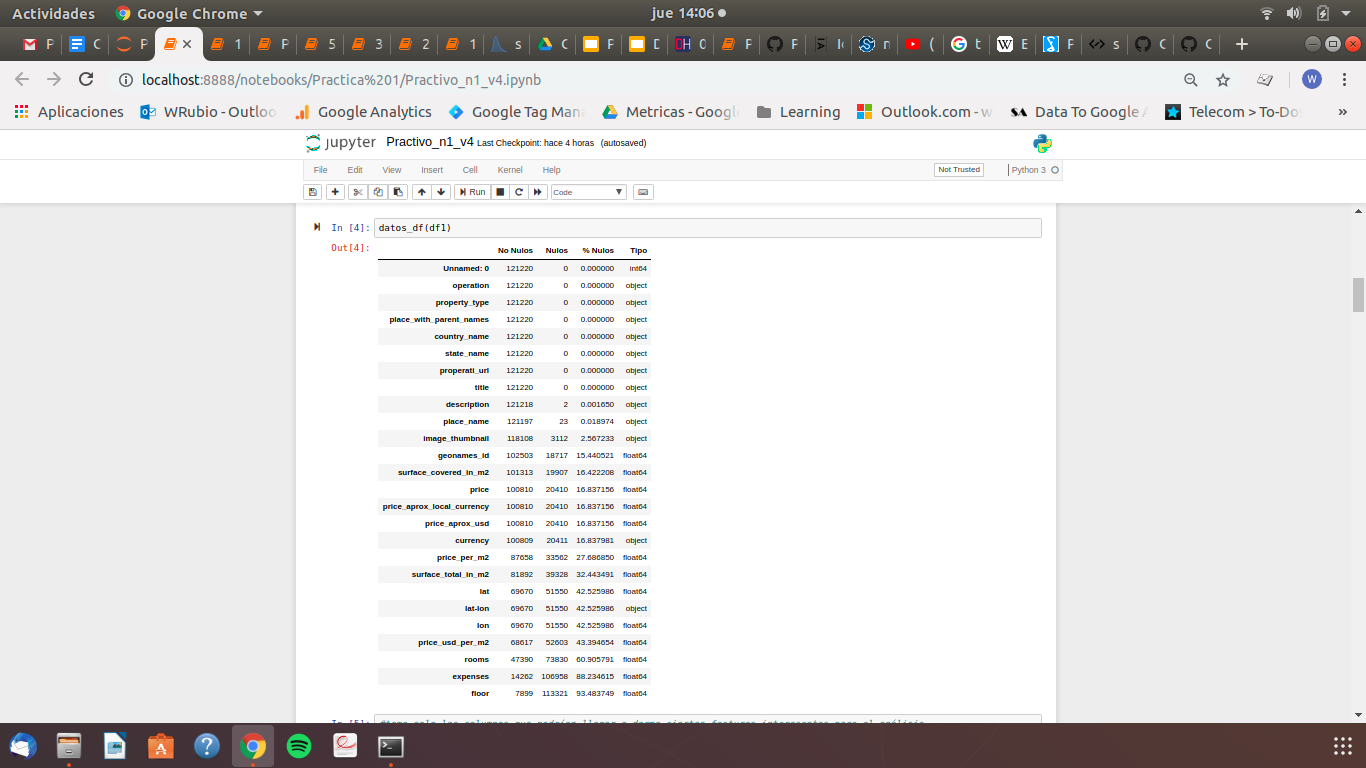 Actividades Google Chrome jue 14:06
P C P 1 P 5 3 2 1 s C P D 0 F F n ( t E F s C C
localhost:8888/notebooks/Practica%201/Practivo_n1_v4.ipynb W
Aplicaciones WRubio - Outloo Google Analytics Google Tag Man Metricas - Googl Learning Outlook.com - w Data To Google A Telecom > To-Do »
jupyter Practivo_n1_v4 Last Checkpoint: hace 4 horas (autosaved)
File Edit View Insert Cell Kernel Help Not Trusted Python 3
Run Code
In [4]: datos_df(df1)
Out[4]:
No Nulos Nulos % Nulos Tipo
Unnamed: 0 121220 0 0.000000 int64
operation 121220 0 0.000000 object
property_type 121220 0 0.000000 object
place_with_parent_names 121220 0 0.000000 object
country_name 121220 0 0.000000 object
state_name 121220 0 0.000000 object
properati_url 121220 0 0.000000 object
title 121220 0 0.000000 object
description 121218 2 0.001650 object
place_name 121197 23 0.018974 object
image_thumbnail 118108 3112 2.567233 object
geonames_id 102503 18717 15.440521 float64
surface_covered_in_m2 101313 19907 16.422208 float64
price 100810 20410 16.837156 float64
price_aprox_local_currency 100810 20410 16.837156 float64
price_aprox_usd 100810 20410 16.837156 float64
currency 100809 20411 16.837981 object
price_per_m2 87658 33562 27.686850 float64
surface_total_in_m2 81892 39328 32.443491 float64
lat 69670 51550 42.525986 float64
lat-lon 69670 51550 42.525986 object
lon 69670 51550 42.525986 float64
price_usd_per_m2 68617 52603 43.394654 float64
rooms 47390 73830 60.905791 float64
expenses 14262 106958 88.234615 float64
floor 7899 113321 93.483749 float64
In [5]: